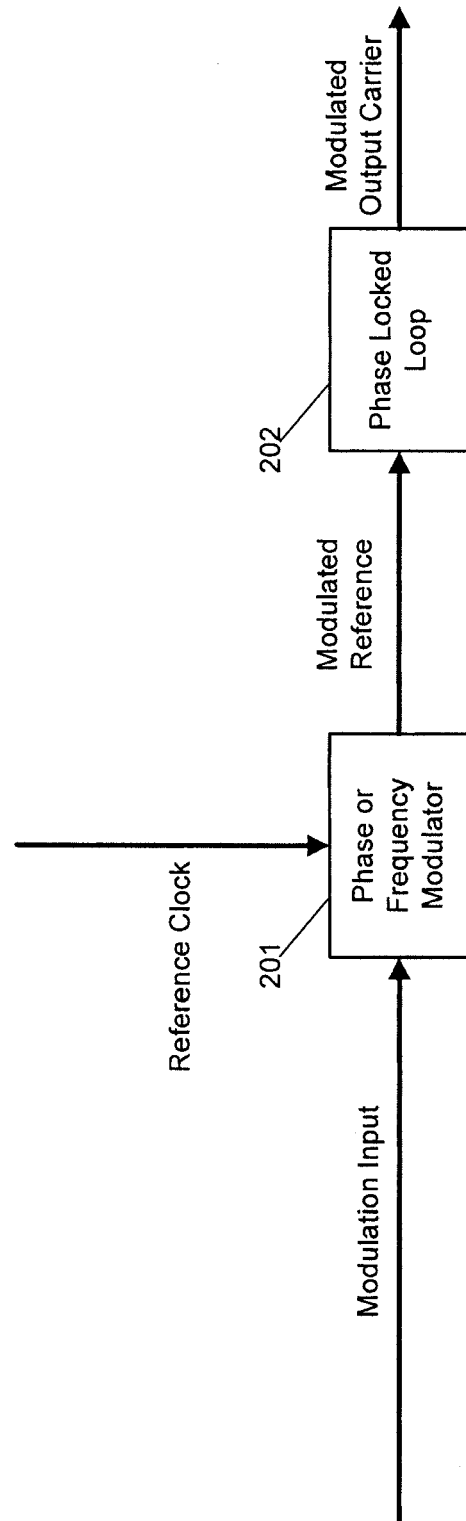 Reference Clock
Modulation Input
201
Phase or
Frequency
Modulator
Modulated
Reference
202
Phase Locked
Loop
Modulated
Output Carrier